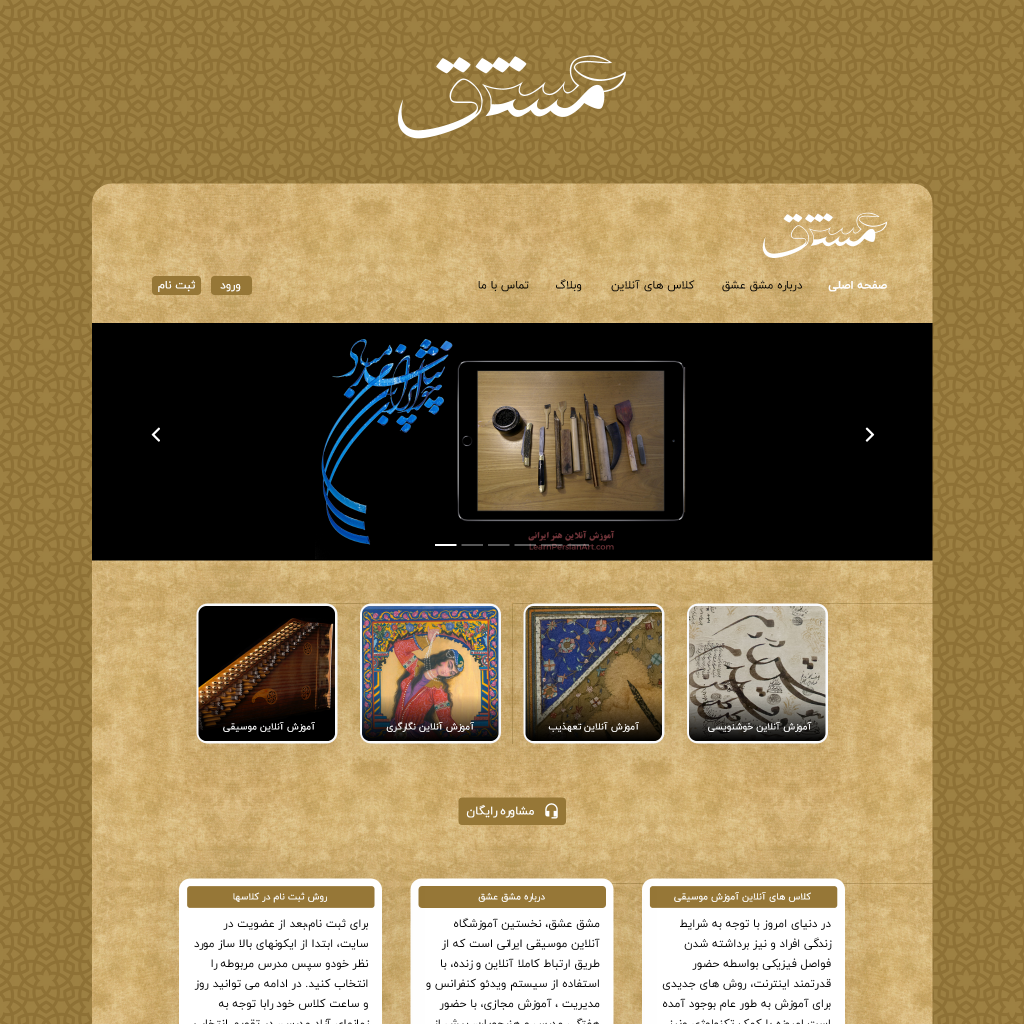 مشق عشق
مشق عشق
صفحه اصلی
درباره مشق عشق
کلاس های آنلاین
وبلاگ
تماس با ما
ورود
ثبت نام
آموزش آنلاین هنر ایرانی
LearnPersianArt.com
آموزش آنلاین خوشنویسی
آموزش آنلاین تعهذیب
آموزش آنلاین نگارگری
آموزش آنلاین موسیقی
مشاوره رایگان
کلاس های آنلاین آموزش موسیقی
در دنیای امروز با توجه به شرایط
زندگی افراد و نیز برداشته شدن
فواصل فیزیکی بواسطه حضور
قدرتمند اینترنت، روش های جدیدی
برای آموزش به طور عام بوجود آمده
درباره مشق عشق
مشق عشق، نخستین آموزشگاه
آنلاین موسیقی ایرانی است که از
طریق ارتباط کاملا آنلاین و زنده، با
استفاده از سیستم ویدئو کنفرانس و
مدیریت ، آموزش مجازی، با حضور
روش ثبت نام در کلاسها
برای ثبت نام،بعد از عضویت در
سایت، ابتدا از ایکونهای بالا ساز مورد
نظر خودو سپس مدرس مربوطه را
انتخاب کنید. در ادامه می توانید روز
و ساعت کلاس خود رابا توجه به